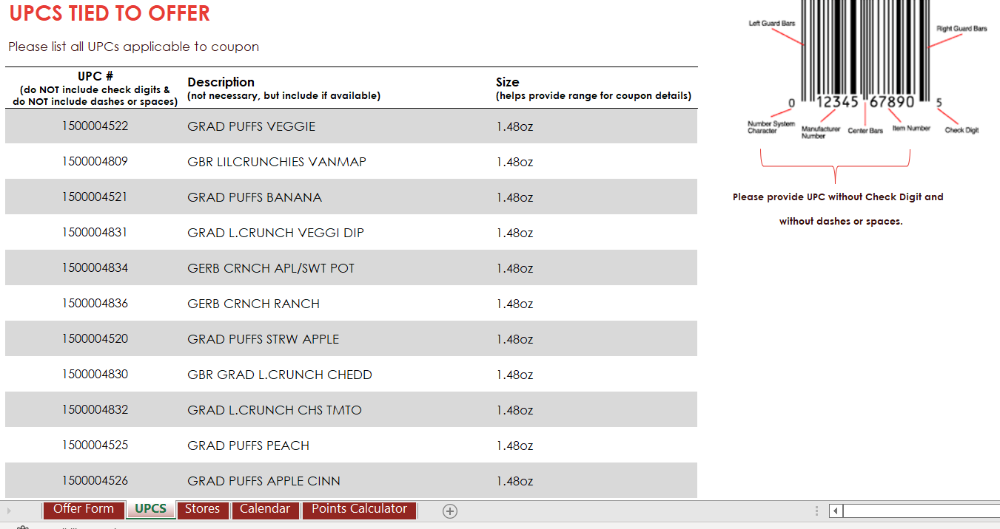 UPCS TIED TO OFFER
Please list all UPCs applicable to coupon
UPC #
(do NOT include check digits &
do NOT include dashes or spaces)
Description
(not necessary, but include if available)
Size
(helps provide range for coupon details)
1500004522 GRAD PUFFS VEGGIE 1.48oz
1500004809 GBR LILCRUNCHIES VANMAP 1.48oz
1500004521 GRAD PUFFS BANANA 1.48oz
1500004831 GRAD L.CRUNCH VEGGI DIP 1.48oz
1500004834 GERB CRNCH APL/SWT POT 1.48oz
1500004836 GERB CRNCH RANCH 1.48oz
1500004520 GRAD PUFFS STRW APPLE 1.48oz
1500004830 GBR GRAD L.CRUNCH CHEDD 1.48oz
1500004832 GRAD L.CRUNCH CHS TMTO 1.48oz
1500004525 GRAD PUFFS PEACH 1.48oz
1500004526 GRAD PUFFS APPLE CINN 1.48oz
Left Guard Bars
Right Guard Bars
0 12345 67890 5
Number System
Character
Manufacturer
Number
Center Bars
Item Number
Check Digit
Please provide UPC without Check Digit and
without dashes or spaces.
Offer Form UPCS Stores Calendar Points Calculator